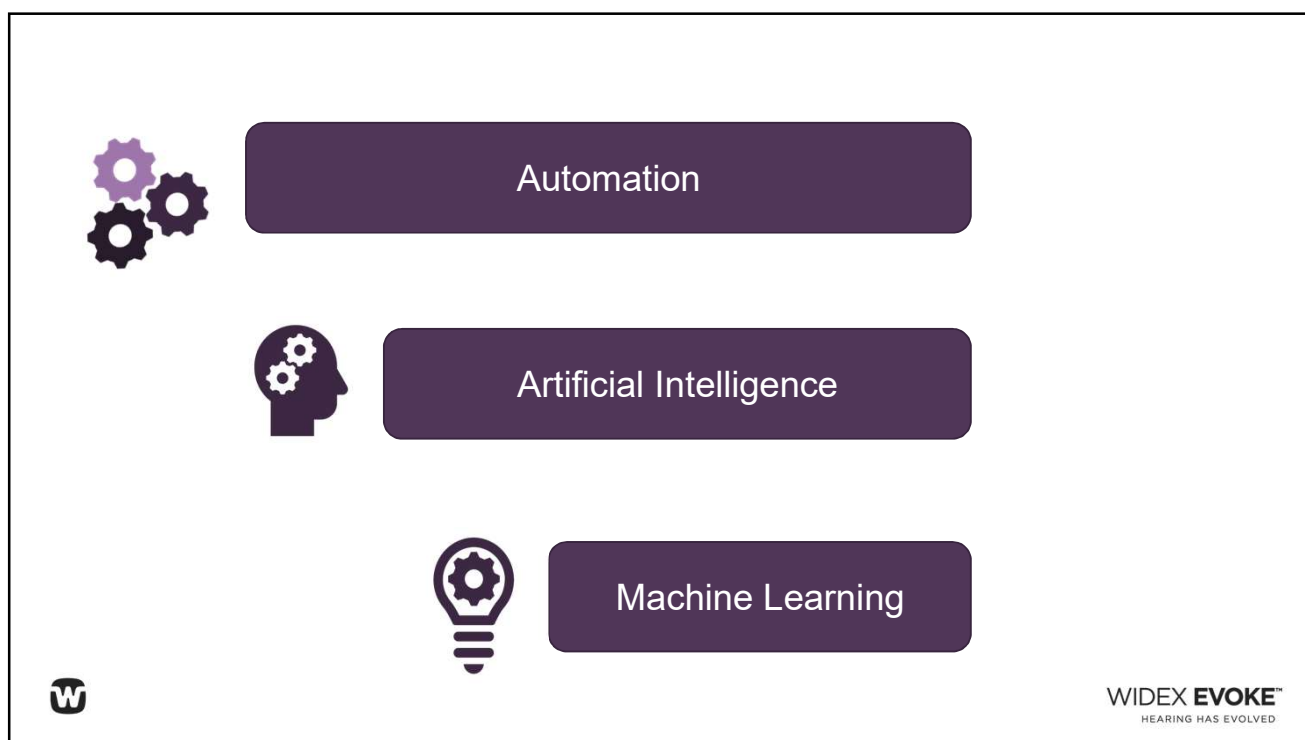 Automation
Artificial Intelligence
Machine Learning
W
WIDEX EVOKE™
HEARING HAS EVOLVED